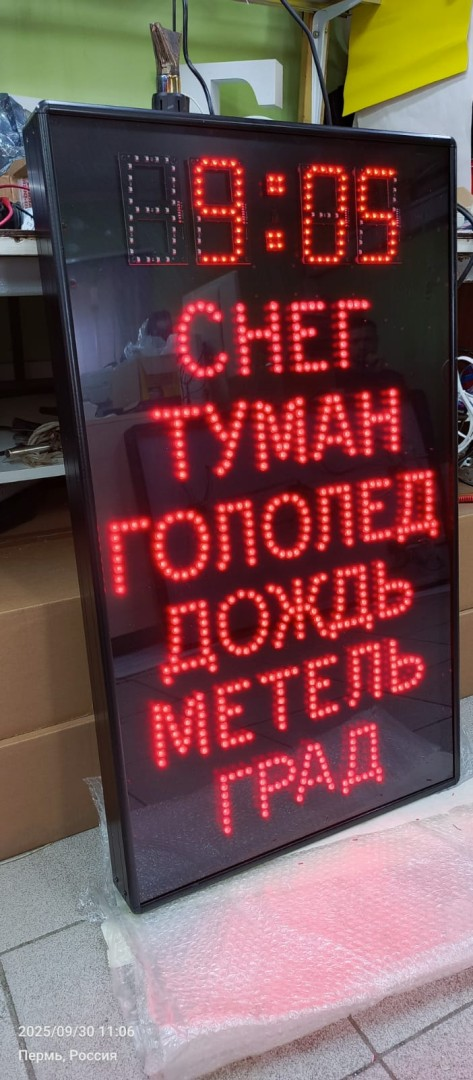 9:05
СНЕГ
ТУМАН
ГОЛОЛЕД
ДОЖДЬ
МЕТЕЛЬ
ГРАД
2025/09/30 11:06
Пермь, Россия